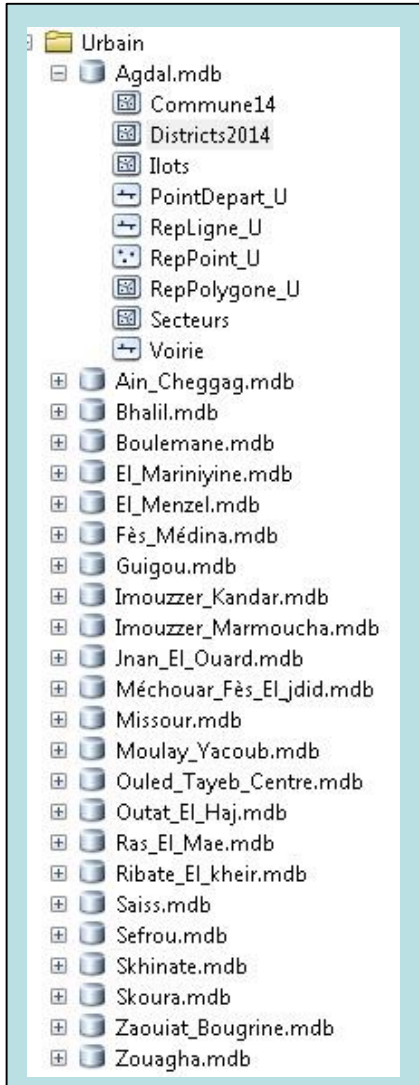 Urbain
Agdal.mdb
Commune14
Districts2014
Ilots
PointDepart_U
RepLigne_U
RepPoint_U
RepPolygone_U
Secteurs
Voirie
Ain_Cheggag.mdb
Bhalil.mdb
Boulemane.mdb
El_Mariniyine.mdb
El_Menzel.mdb
Fès_Médina.mdb
Guigou.mdb
Imouzzer_Kandar.mdb
Imouzzer_Marmoucha.mdb
Jnan_El_Ouard.mdb
Méchouar_Fès_El_jdid.mdb
Missour.mdb
Moulay_Yacoub.mdb
Ouled_Tayeb_Centre.mdb
Outat_El_Haj.mdb
Ras_El_Mae.mdb
Ribate_El_kheir.mdb
Saiss.mdb
Sefrou.mdb
Skhinate.mdb
Skoura.mdb
Zaouiat_Bougrine.mdb
Zouagha.mdb